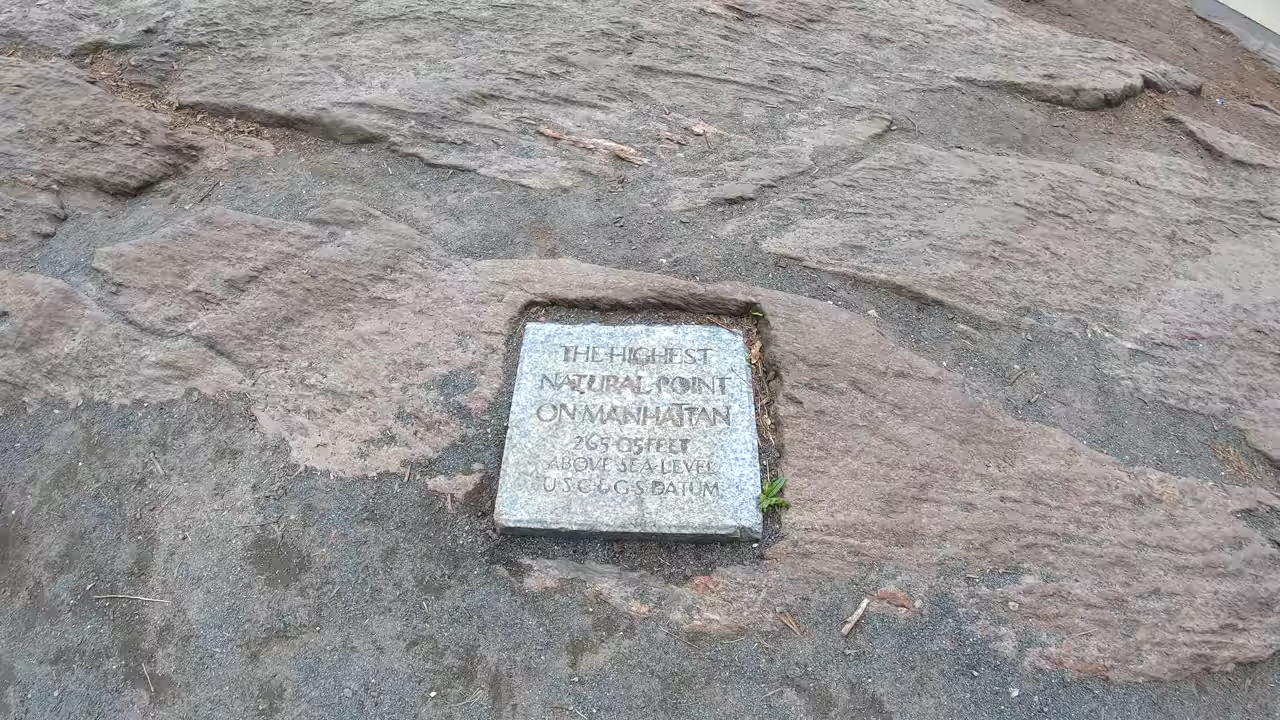 THE HIGHEST
NATURAL POINT
ON MANHATTAN
265·05 FEET
ABOVE SEA LEVEL
U·S·C·&·G·S·DATUM